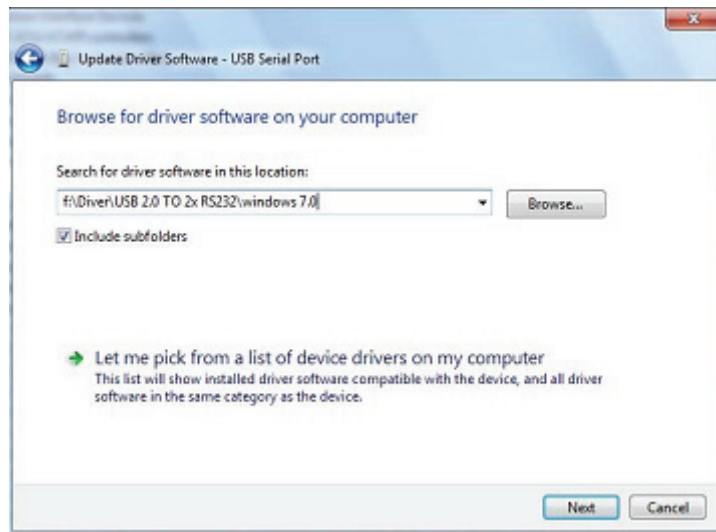 Update Driver Software - USB Serial Port
Browse for driver software on your computer
Search for driver software in this location:
f:\Diver\USB 2.0 TO 2x RS232\windows 7.0
Browse...
Include subfolders
Let me pick from a list of device drivers on my computer
This list will show installed driver software compatible with the device, and all driver
software in the same category as the device.
Next Cancel